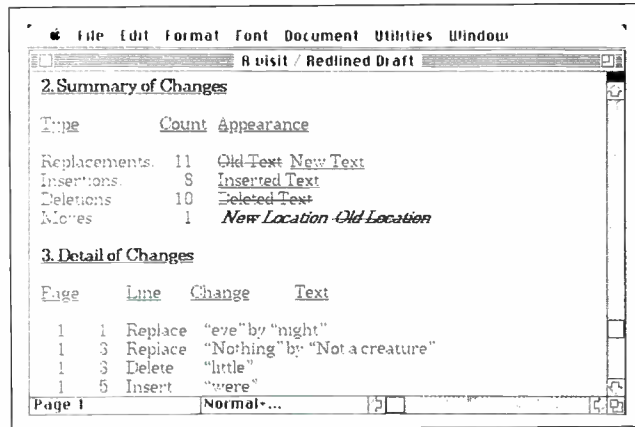 File Edit Format Font Document Utilities Window
A visit / Redlined Draft
2. Summary of Changes
Type Count Appearance
Replacements. 11 Old Text New Text
Insertions. 8 Inserted Text
Deletions 10 Deleted Text
Moves 1 New Location Old Location
3. Detail of Changes
Page Line Change Text
1 1 Replace "eve" by "night"
1 3 Replace "Nothing" by "Not a creature"
1 3 Delete "little"
1 5 Insert "were"
Page 1 Normal+...